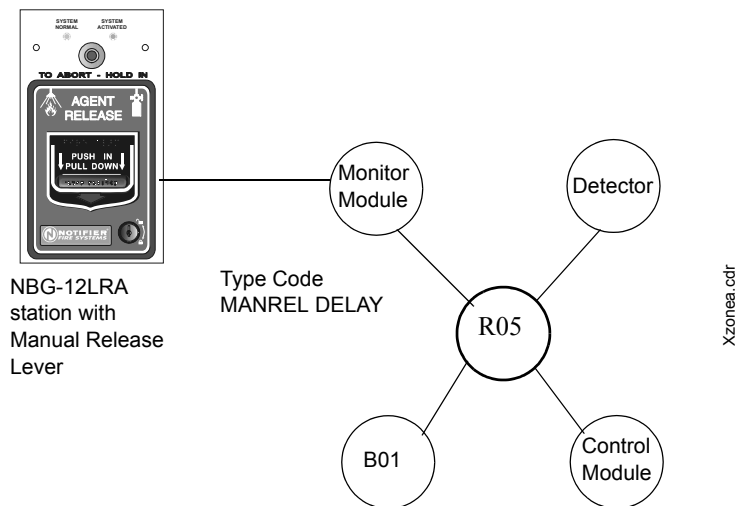 SYSTEM NORMAL
SYSTEM ACTIVATED
TO ABORT - HOLD IN
AGENT
RELEASE
PUSH IN
PULL DOWN
NOTIFIER
FIRE SYSTEMS
NBG-12LRA
station with
Manual Release
Lever
Type Code
MANREL DELAY
Monitor
Module
Detector
R05
B01
Control
Module
Xzonea.cdr